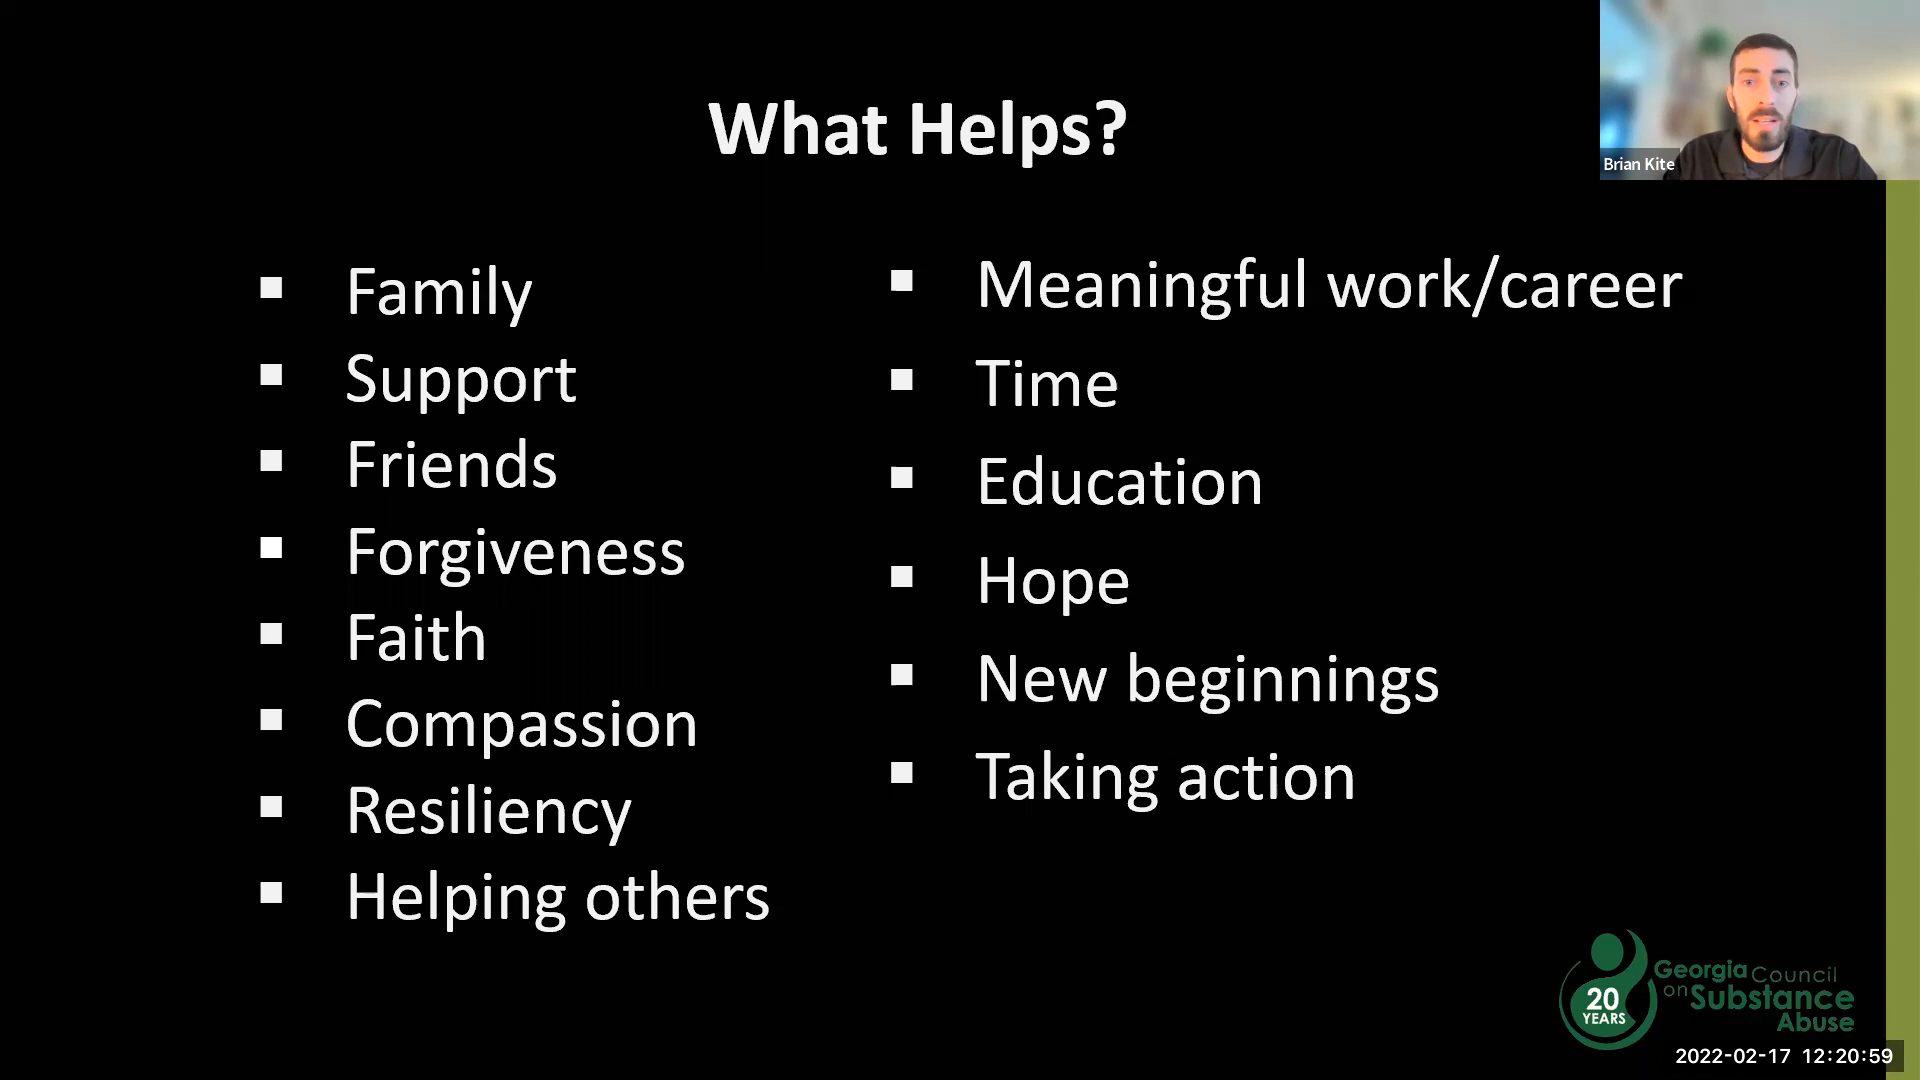 What Helps?
Brian Kite
Family
Support
Friends
Forgiveness
Faith
Compassion
Resiliency
Helping others
Meaningful work/career
Time
Education
Hope
New beginnings
Taking action
20
YEARS
Georgia Council
on Substance
Abuse
2022-02-17 12:20:59